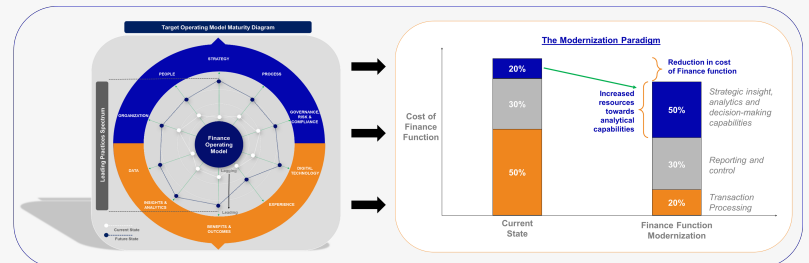 Target Operating Model Maturity Diagram
Leading Practices Spectrum
STRATEGY
PEOPLE
PROCESS
ORGANIZATION
GOVERNANCE,
RISK &
COMPLIANCE
Finance
Operating
Model
DATA
DIGITAL
TECHNOLOGY
Lagging
INSIGHTS &
ANALYTICS
EXPERIENCE
Leading
BENEFITS &
OUTCOMES
Current State
Future State
The Modernization Paradigm
Cost of
Finance
Function
20%
30%
50%
Current
State
Increased
resources
towards
analytical
capabilities
Reduction in cost
of Finance function
50%
30%
20%
Strategic insight,
analytics and
decision-making
capabilities
Reporting and
control
Transaction
Processing
Finance Function
Modernization